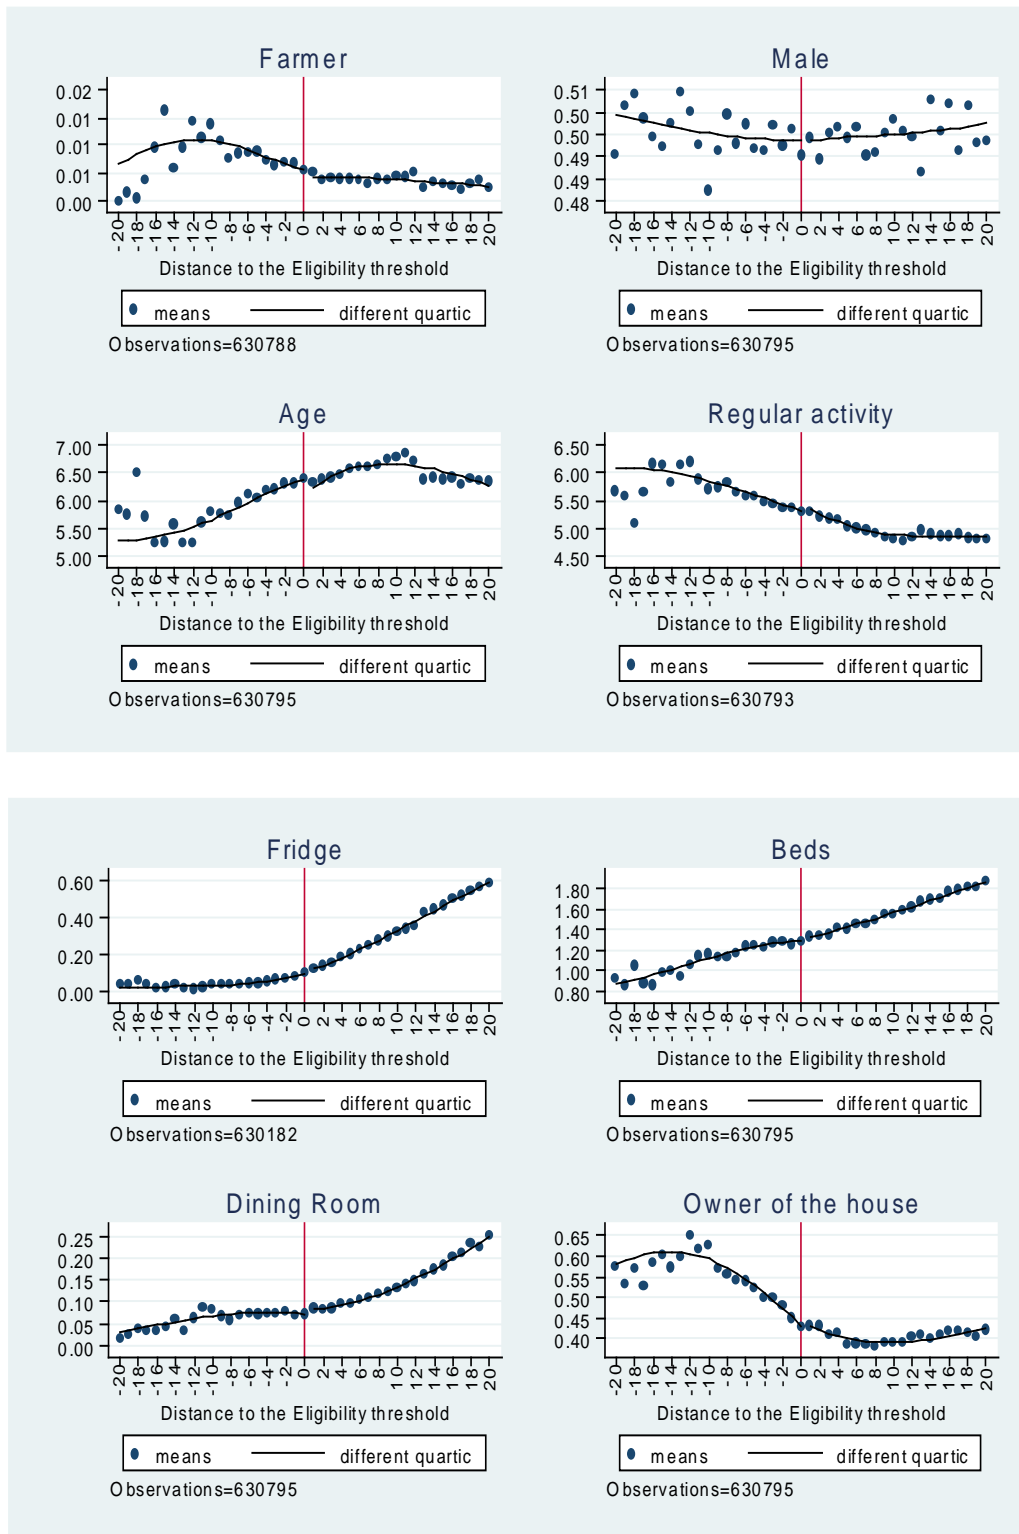 Farmer
0.02
0.01
0.01
0.01
0.00
-20 -18 -16 -14 -12 -10 -8 -6 -4 -2 0 2 4 6 8 10 12 14 16 18 20
Distance to the Eligibility threshold
means different quartic
Observations=630788
Male
0.51
0.50
0.50
0.49
0.49
0.48
-20 -18 -16 -14 -12 -10 -8 -6 -4 -2 0 2 4 6 8 10 12 14 16 18 20
Distance to the Eligibility threshold
means different quartic
Observations=630795
Age
7.00
6.50
6.00
5.50
5.00
-20 -18 -16 -14 -12 -10 -8 -6 -4 -2 0 2 4 6 8 10 12 14 16 18 20
Distance to the Eligibility threshold
means different quartic
Observations=630795
Regular activity
6.50
6.00
5.50
5.00
4.50
-20 -18 -16 -14 -12 -10 -8 -6 -4 -2 0 2 4 6 8 10 12 14 16 18 20
Distance to the Eligibility threshold
means different quartic
Observations=630793
Fridge
0.60
0.40
0.20
0.00
-20 -18 -16 -14 -12 -10 -8 -6 -4 -2 0 2 4 6 8 10 12 14 16 18 20
Distance to the Eligibility threshold
means different quartic
Observations=630182
Beds
1.80
1.60
1.40
1.20
1.00
0.80
-20 -18 -16 -14 -12 -10 -8 -6 -4 -2 0 2 4 6 8 10 12 14 16 18 20
Distance to the Eligibility threshold
means different quartic
Observations=630795
Dining Room
0.25
0.20
0.15
0.10
0.05
0.00
-20 -18 -16 -14 -12 -10 -8 -6 -4 -2 0 2 4 6 8 10 12 14 16 18 20
Distance to the Eligibility threshold
means different quartic
Observations=630795
Owner of the house
0.65
0.60
0.55
0.50
0.45
0.40
-20 -18 -16 -14 -12 -10 -8 -6 -4 -2 0 2 4 6 8 10 12 14 16 18 20
Distance to the Eligibility threshold
means different quartic
Observations=630795